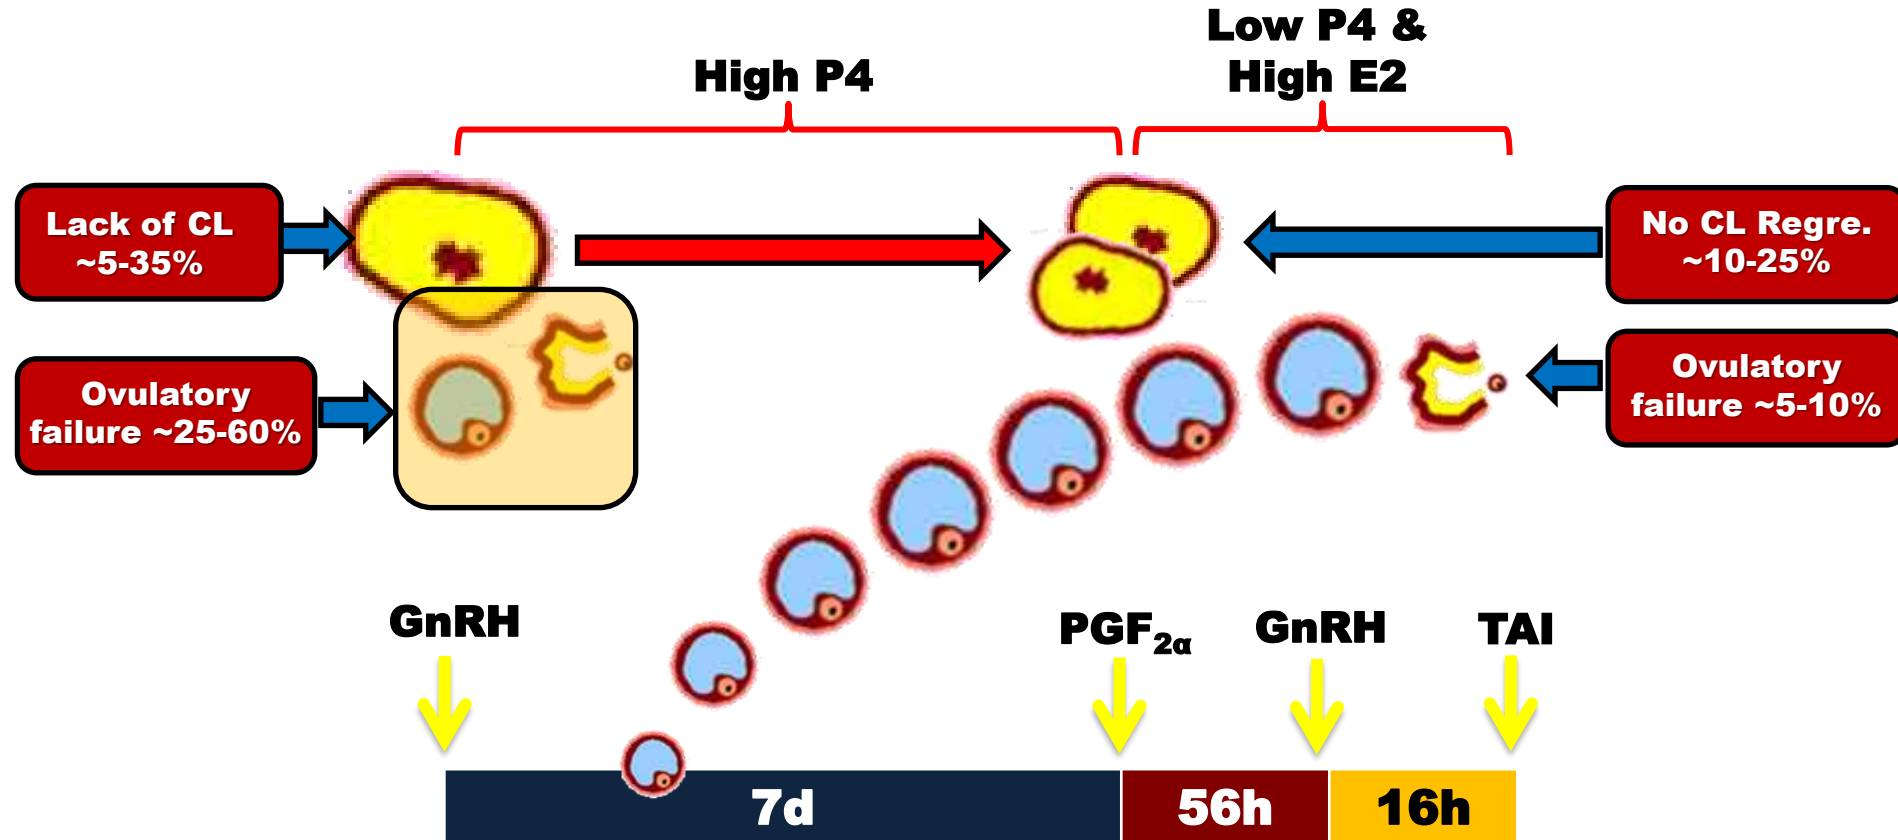 Low P4 &
High E2
High P4
Lack of CL
~5-35%
No CL Regre.
~10-25%
Ovulatory
failure ~25-60%
Ovulatory
failure ~5-10%
GnRH
PGF2α
GnRH
TAI
7d
56h
16h